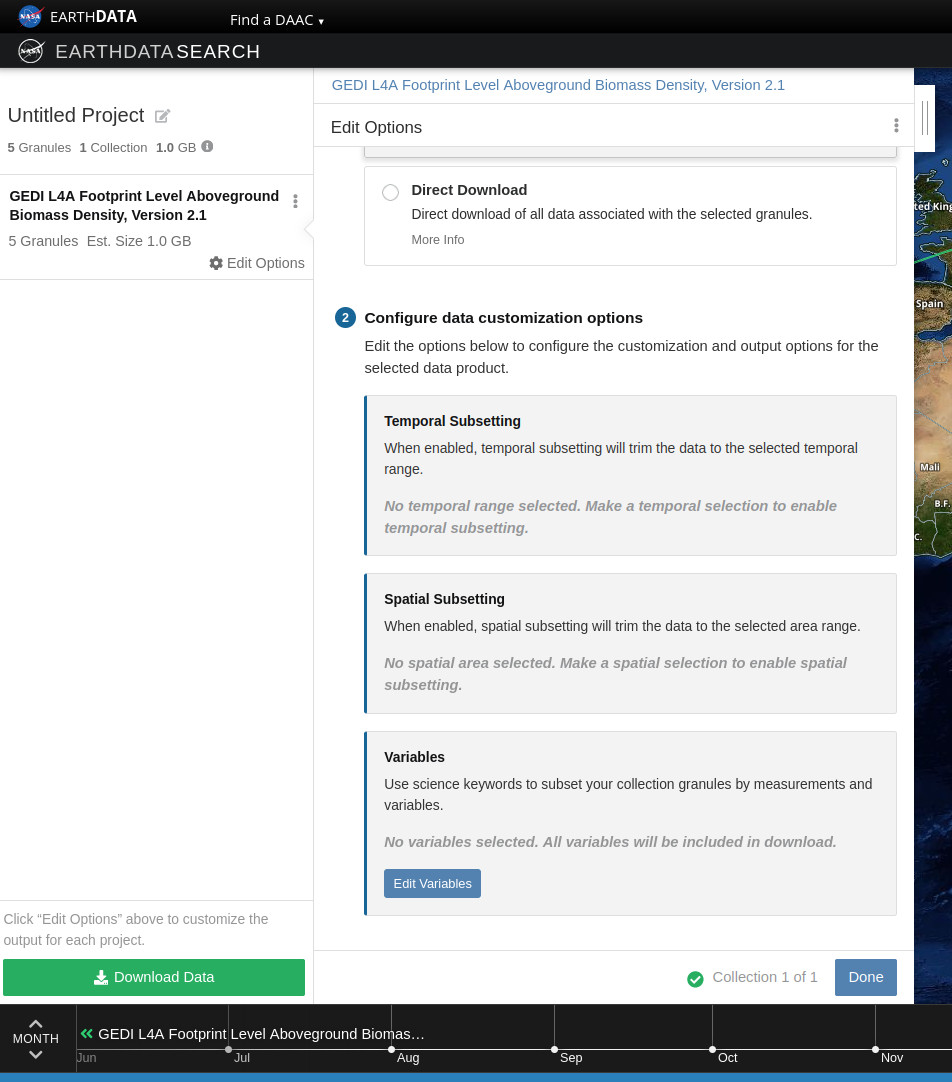 EARTHDATA
Find a DAAC ▾
EARTHDATA SEARCH
Untitled Project
5 Granules 1 Collection 1.0 GB
GEDI L4A Footprint Level Aboveground
Biomass Density, Version 2.1
5 Granules Est. Size 1.0 GB
Edit Options
Click “Edit Options” above to customize the
output for each project.
Download Data
GEDI L4A Footprint Level Aboveground Biomass Density, Version 2.1
Edit Options
Direct Download
Direct download of all data associated with the selected granules.
More Info
2 Configure data customization options
Edit the options below to configure the customization and output options for the
selected data product.
Temporal Subsetting
When enabled, temporal subsetting will trim the data to the selected temporal
range.
No temporal range selected. Make a temporal selection to enable
temporal subsetting.
Spatial Subsetting
When enabled, spatial subsetting will trim the data to the selected area range.
No spatial area selected. Make a spatial selection to enable spatial
subsetting.
Variables
Use science keywords to subset your collection granules by measurements and
variables.
No variables selected. All variables will be included in download.
Edit Variables
Collection 1 of 1
Done
ted King
Spain
Mali
B.F.
C.
MONTH
GEDI L4A Footprint Level Aboveground Biomas…
Jun Jul Aug Sep Oct Nov